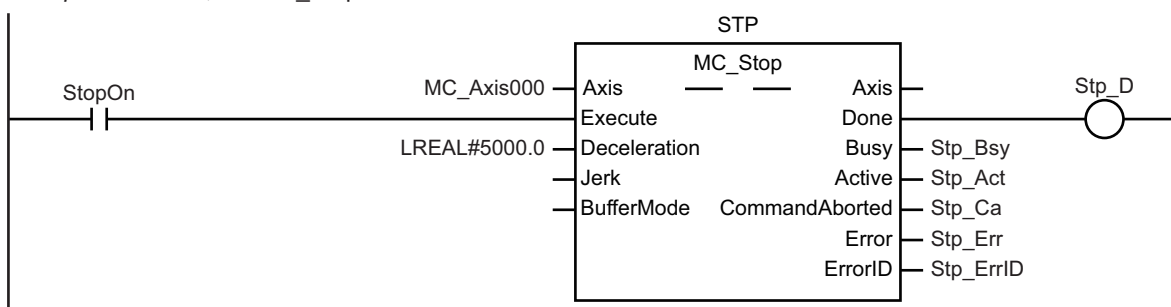 STP
MC_Stop
MC_Axis000 Axis Axis Stp_D
StopOn
Execute Done
LREAL#5000.0 Deceleration Busy Stp_Bsy
Jerk Active Stp_Act
BufferMode CommandAborted Stp_Ca
Error Stp_Err
ErrorID Stp_ErrID